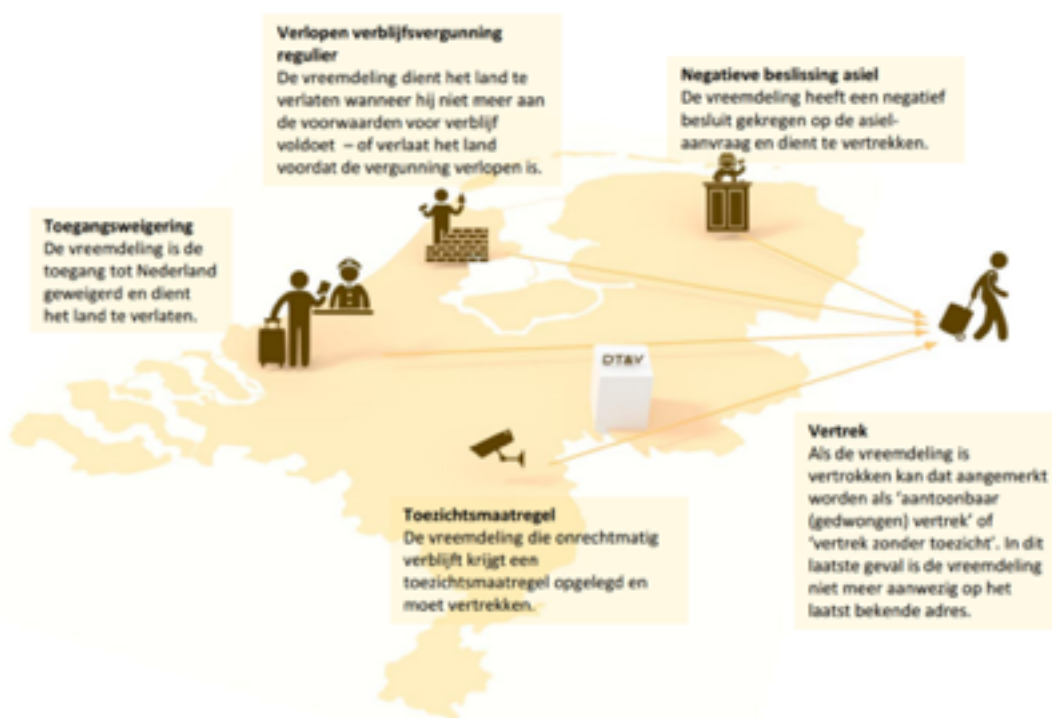 Verlopen verblijfsvergunning
regulier
De vreemdeling dient het land te
verlaten wanneer hij niet meer aan
de voorwaarden voor verblijf
voldoet – of verlaat het land
voordat de vergunning verlopen is.
Negatieve beslissing asiel
De vreemdeling heeft een negatief
besluit gekregen op de asiel-
aanvraag en dient te vertrekken.
Toegangsweigering
De vreemdeling is de
toegang tot Nederland
geweigerd en dient
het land te verlaten.
DT&V
Toezichtsmaatregel
De vreemdeling die onrechtmatig
verblijft krijgt een
toezichtsmaatregel opgelegd en
moet vertrekken.
Vertrek
Als de vreemdeling is
vertrokken kan dat aangemerkt
worden als ‘aantoonbaar
(gedwongen) vertrek’ of
‘vertrek zonder toezicht’. In dit
laatste geval is de vreemdeling
niet meer aanwezig op het
laatst bekende adres.